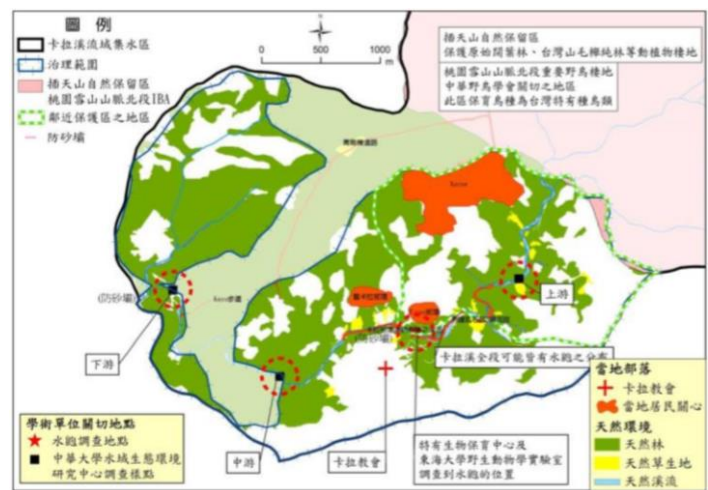 圖 例
卡拉溪流域集水區
治理範圍
插天山自然保留區
桃園雪山山脈北段IBA
鄰近保護區之地區
防砂壩
0 1000 m
插天山自然保留區
保護原始闊葉林、台灣山毛櫸純林等動植物棲地
桃園雪山山脈北段重要野鳥棲地
中華野鳥學會關切之地區
此區保育鳥種為台灣特有種鳥類
上游
(防砂壩)
下游
(防砂壩)
卡拉溪全段可能皆有水鼩之分布
中游
卡拉教會
特有生物保育中心及
東海大學野生動物學實驗室
調查到水鼩的位置
學術單位關切地點
水鼩調查地點
中華大學水域生態環境
研究中心調查樣點
當地部落
卡拉教會
當地居民關心
天然環境
天然林
天然草生地
天然溪流